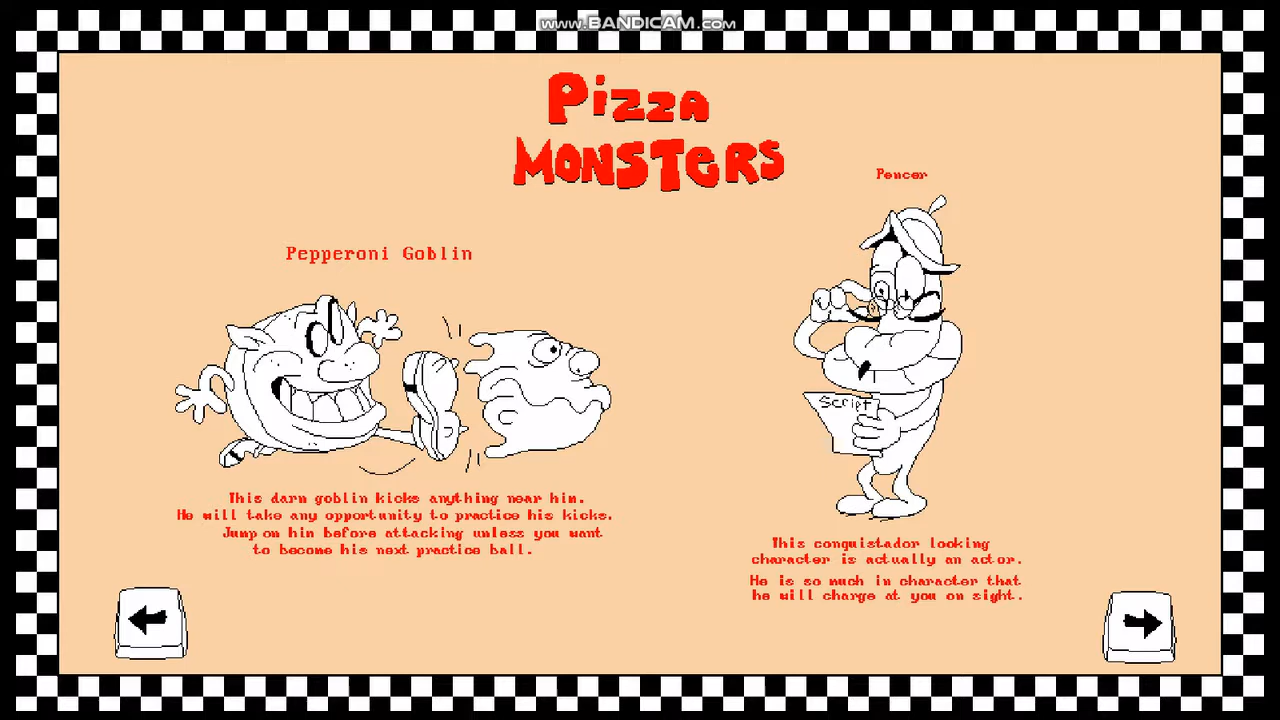 www.BANDICAM.com
Pizza
MONSTERS
Pencer
Pepperoni Goblin
Script
This darn goblin kicks anything near him.
He will take any opportunity to practice his kicks.
Jump on him before attacking unless you want
to become his next practice ball.
This conquistador looking
character is actually an actor.
He is so much in character that
he will charge at you on sight.